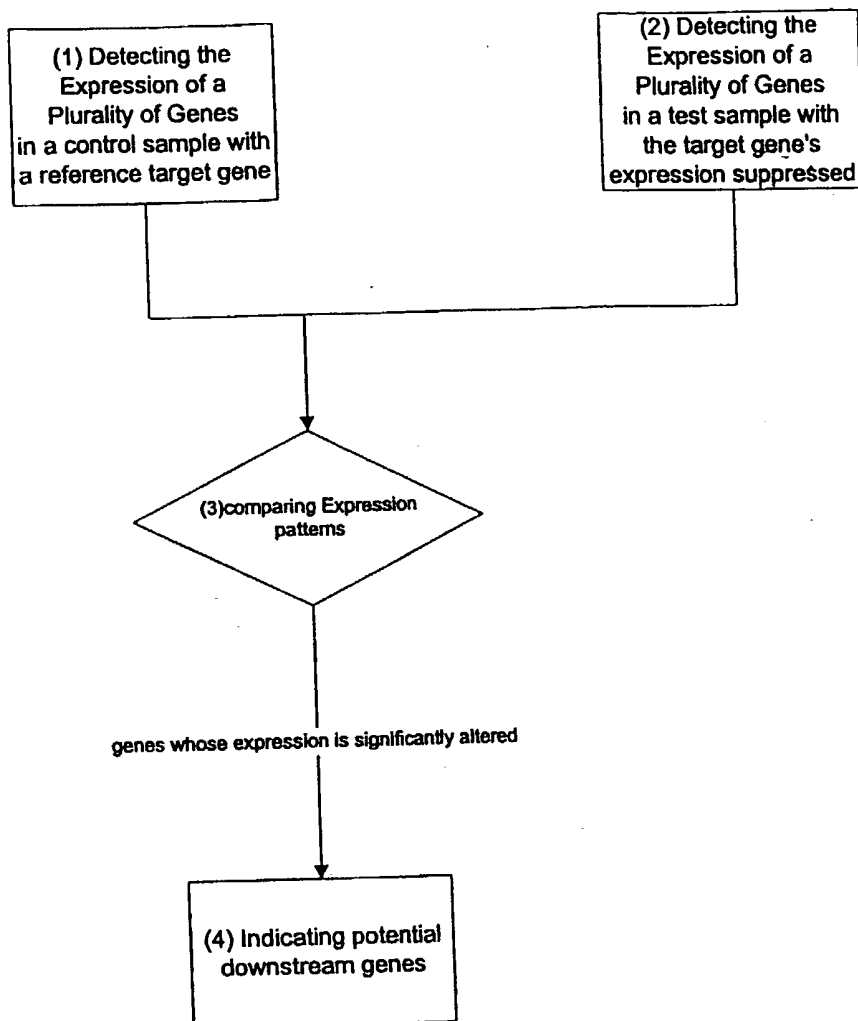 (1) Detecting the
Expression of a
Plurality of Genes
in a control sample with
a reference target gene
(2) Detecting the
Expression of a
Plurality of Genes
in a test sample with
the target gene's
expression suppressed
(3)comparing Expression
patterns
genes whose expression is significantly altered
(4) Indicating potential
downstream genes